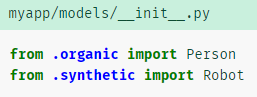 myapp/models/__init__.py
from .organic import Person
from .synthetic import Robot